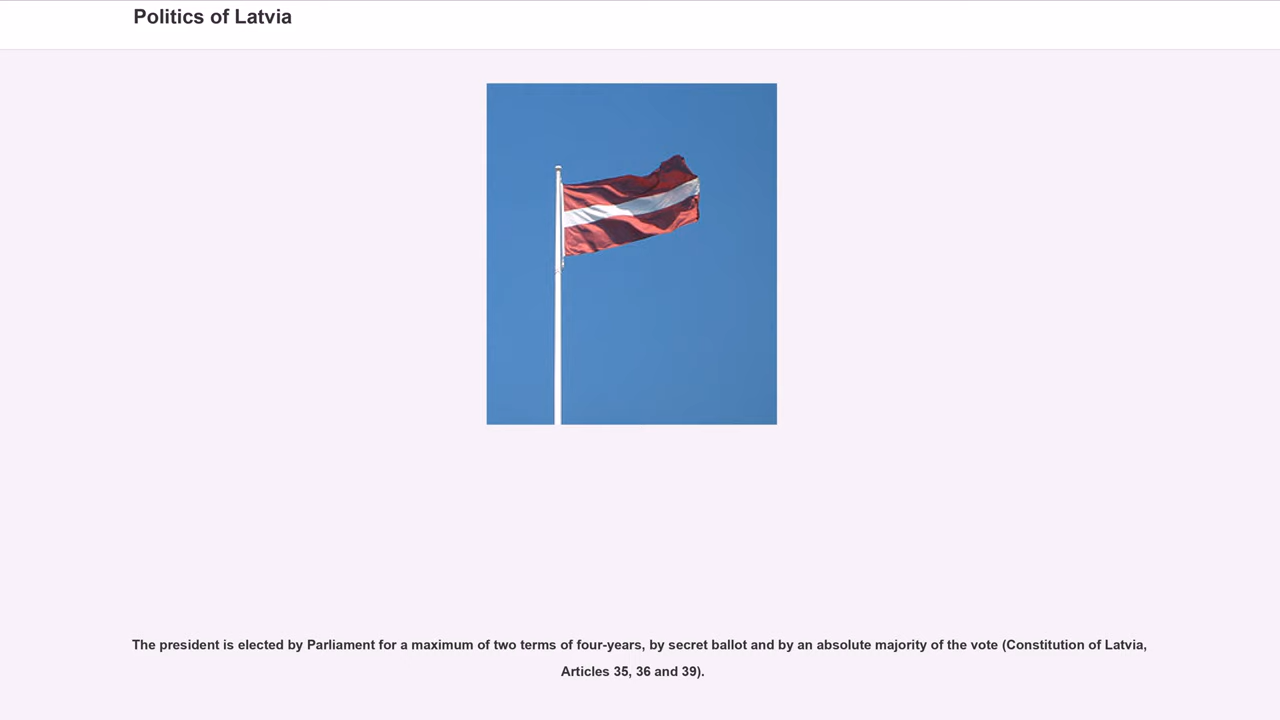 Politics of Latvia
The president is elected by Parliament for a maximum of two terms of four-years, by secret ballot and by an absolute majority of the vote (Constitution of Latvia,
Articles 35, 36 and 39).